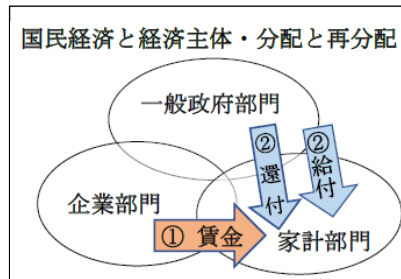 国民経済と経済主体・分配と再分配
一般政府部門
②還付
②給付
企業部門
① 賃金
家計部門